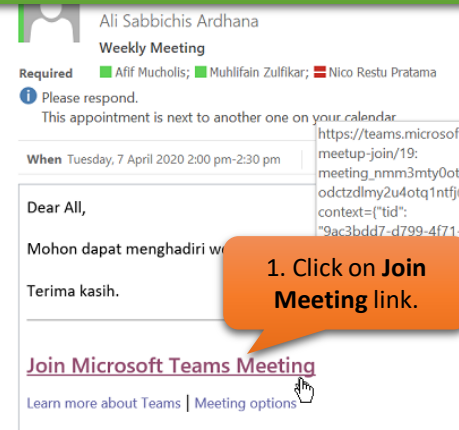 Ali Sabbichis Ardhana
Weekly Meeting
Required Afif Mucholis; Muhlifain Zulfikar; Nico Restu Pratama
Please respond.
This appointment is next to another one on your calendar
When Tuesday, 7 April 2020 2:00 pm-2:30 pm
https://teams.microsof
meetup-join/19:
meeting_nmm3mty0ot
odctzdlmy2u4otq1ntfj
context={"tid":
"9ac3bdd7-d799-4f71-
Dear All,
Mohon dapat menghadiri we
Terima kasih.
1. Click on Join
Meeting link.
Join Microsoft Teams Meeting
Learn more about Teams | Meeting options